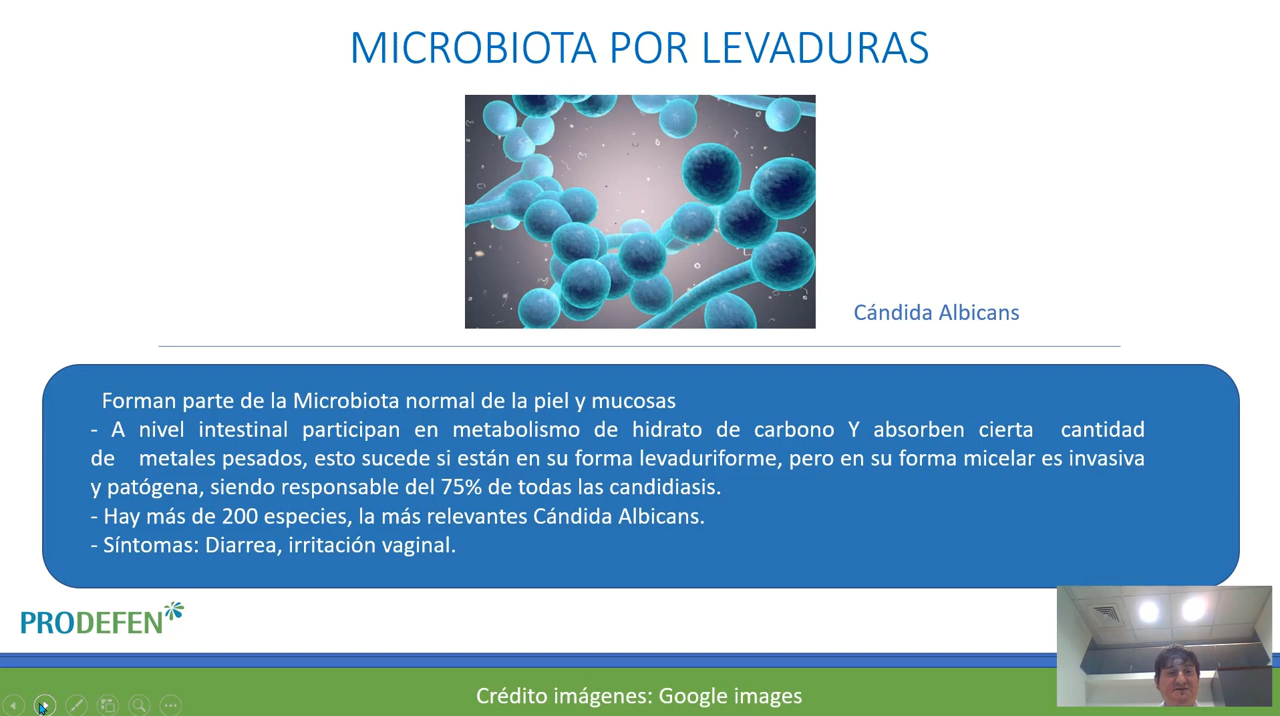 MICROBIOTA POR LEVADURAS
Cándida Albicans
Forman parte de la Microbiota normal de la piel y mucosas
- A nivel intestinal participan en metabolismo de hidrato de carbono Y absorben cierta cantidad
de metales pesados, esto sucede si están en su forma levaduriforme, pero en su forma micelar es invasiva
y patógena, siendo responsable del 75% de todas las candidiasis.
- Hay más de 200 especies, la más relevantes Cándida Albicans.
- Síntomas: Diarrea, irritación vaginal.
PRODEFEN
Crédito imágenes: Google images